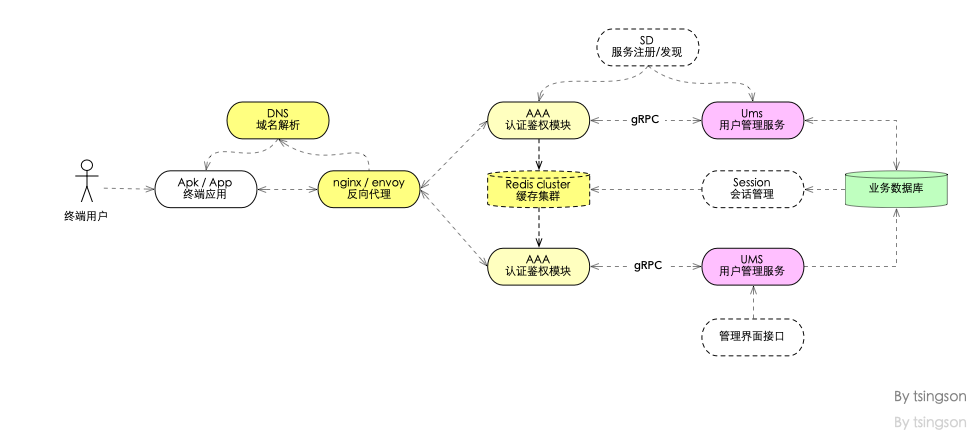 SD
服务注册/发现
DNS
域名解析
AAA
认证鉴权模块
gRPC
Ums
用户管理服务
终端用户
Apk / App
终端应用
nginx / envoy
反向代理
Redis cluster
缓存集群
Session
会话管理
业务数据库
AAA
认证鉴权模块
gRPC
UMS
用户管理服务
管理界面接口
By tsingson
By tsingson